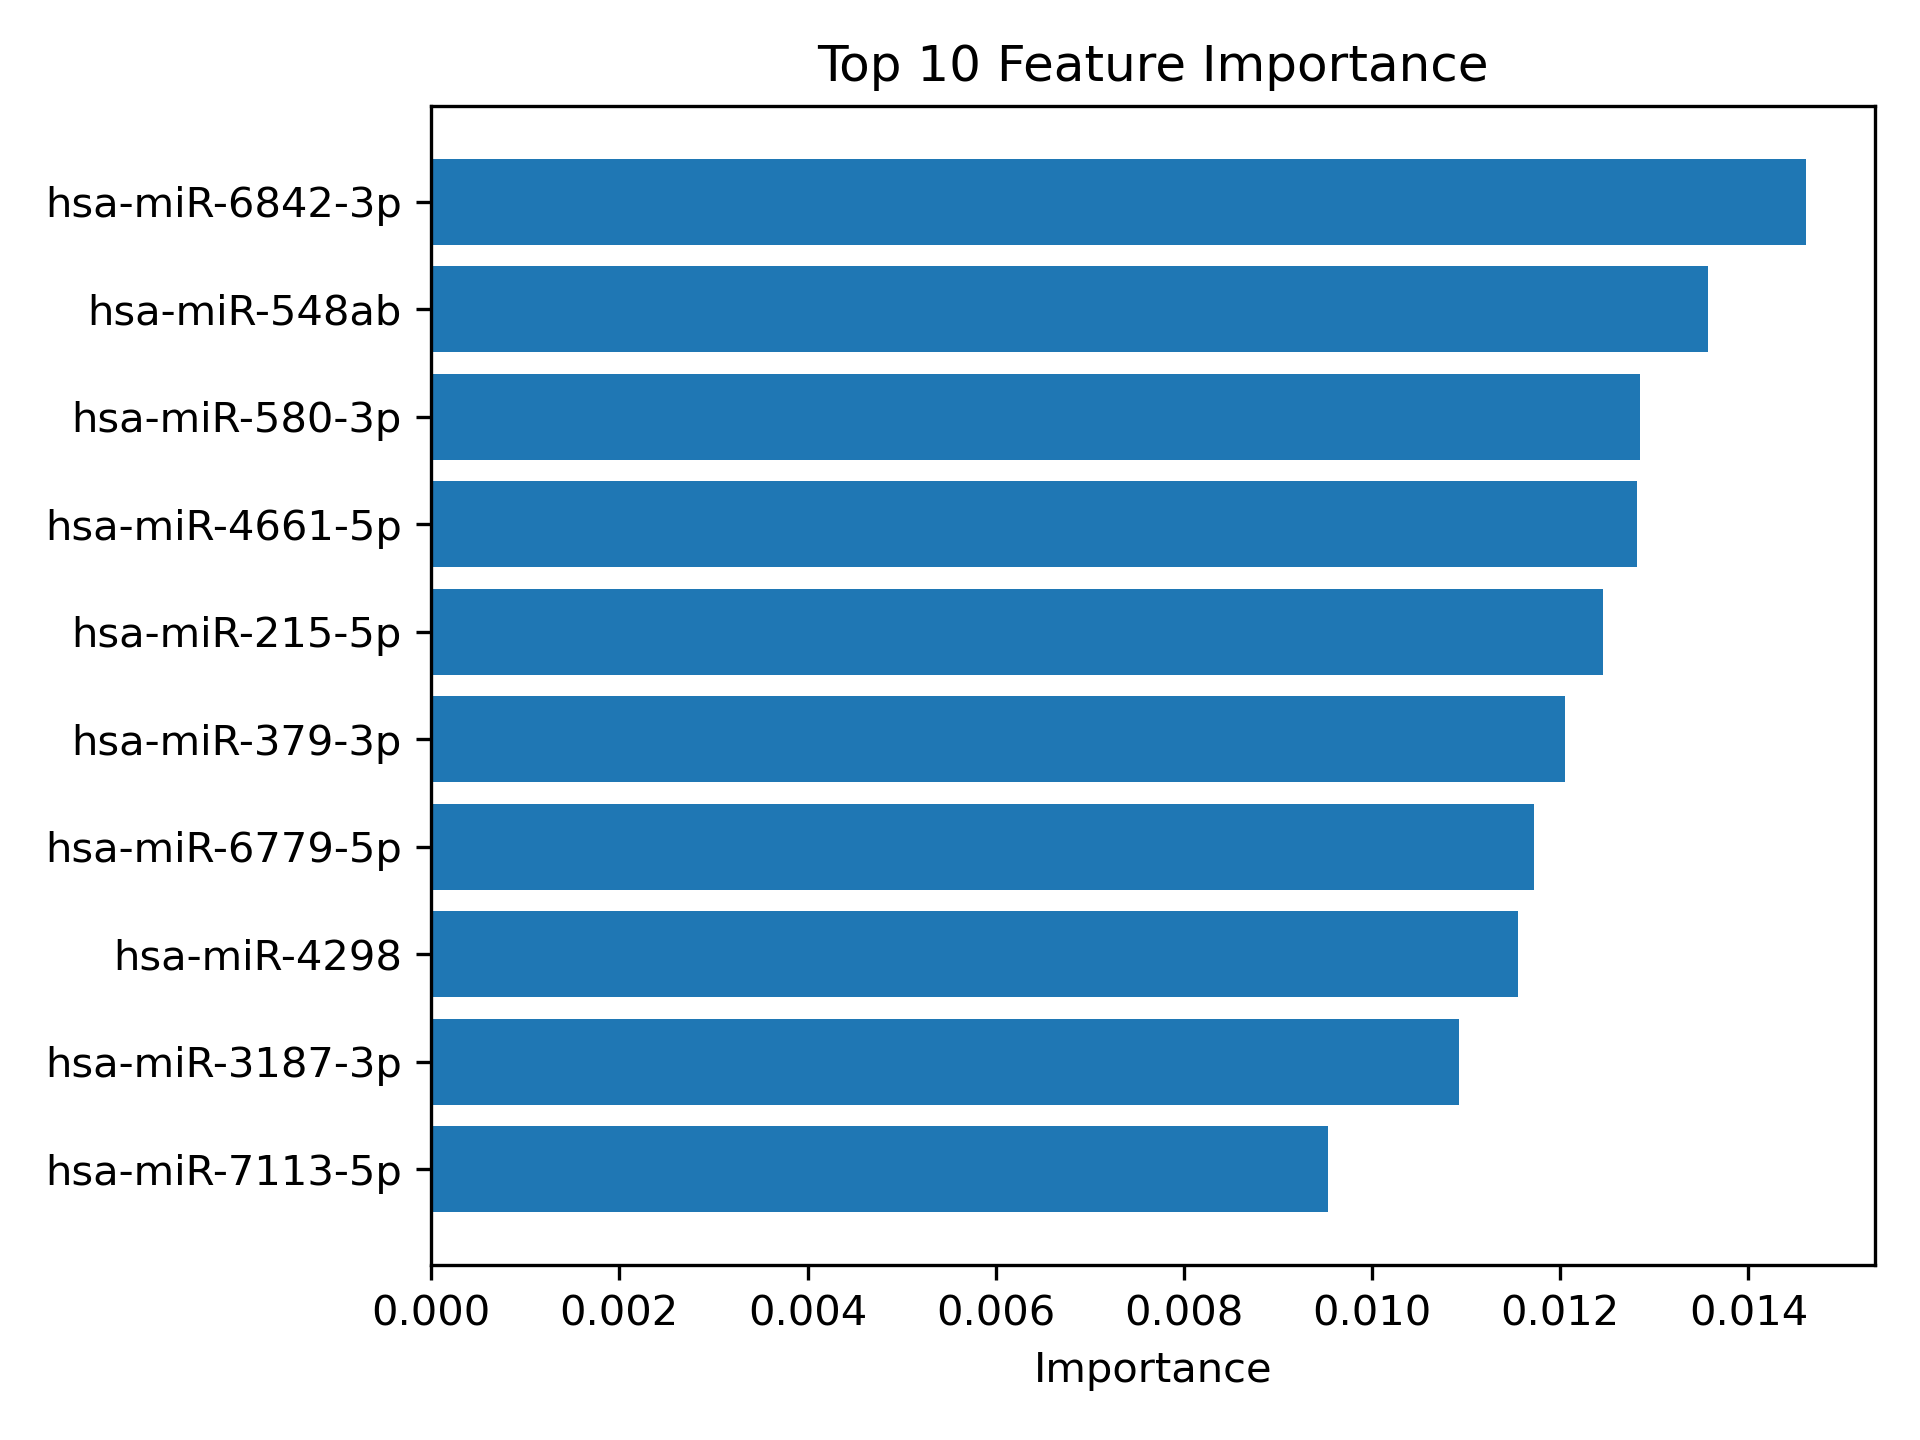 Top 10 Feature Importance
hsa-miR-6842-3p
hsa-miR-548ab
hsa-miR-580-3p
hsa-miR-4661-5p
hsa-miR-215-5p
hsa-miR-379-3p
hsa-miR-6779-5p
hsa-miR-4298
hsa-miR-3187-3p
hsa-miR-7113-5p
0.000 0.002 0.004 0.006 0.008 0.010 0.012 0.014
Importance